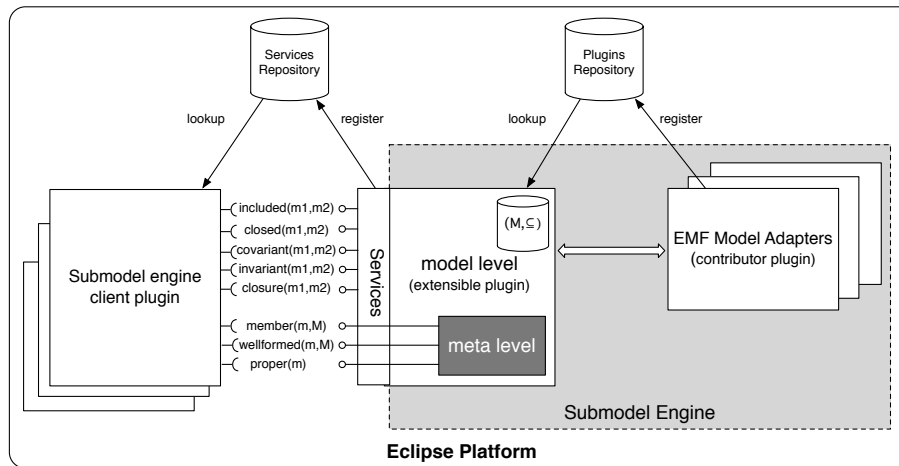 Services
Repository
Plugins
Repository
lookup
register
lookup
register
included(m1,m2)
closed(m1,m2)
covariant(m1,m2)
invariant(m1,m2)
closure(m1,m2)
member(m,M)
wellformed(m,M)
proper(m)
Submodel engine
client plugin
Services
(M,⊆)
model level
(extensible plugin)
meta level
EMF Model Adapters
(contributor plugin)
Submodel Engine
Eclipse Platform